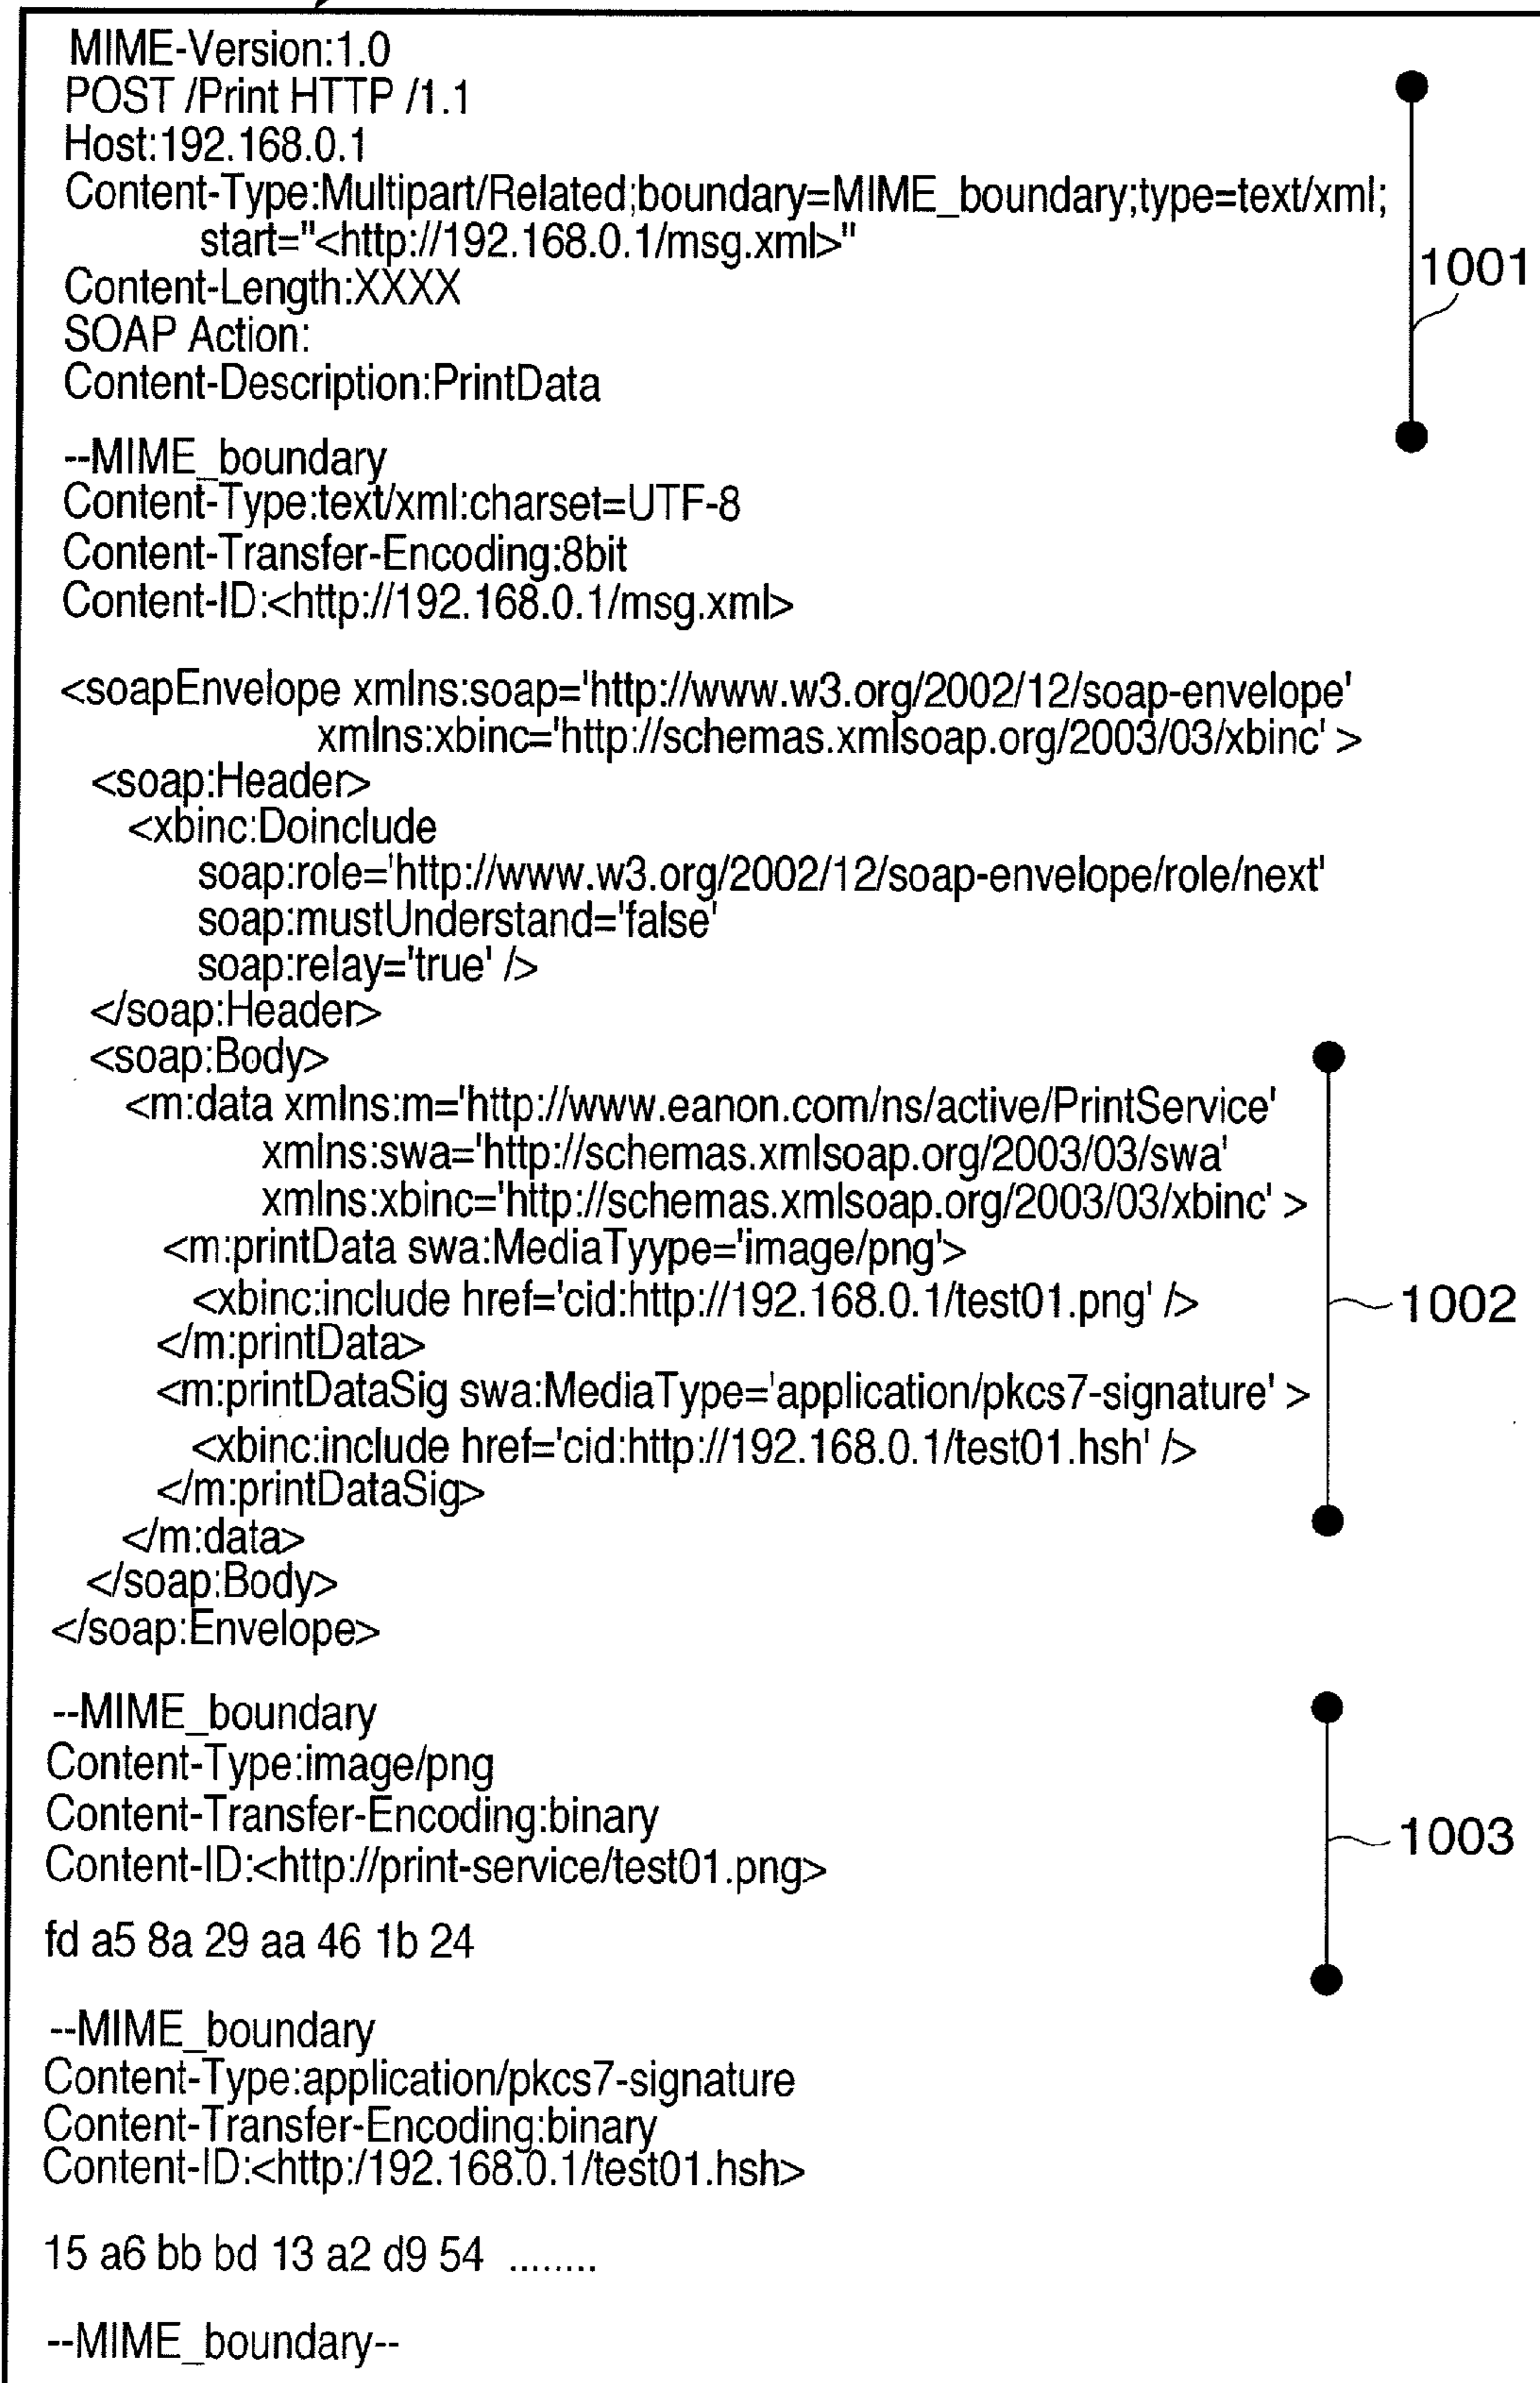 MIME-Version:1.0
POST /Print HTTP /1.1
Host:192.168.0.1
Content-Type:Multipart/Related;boundary=MIME_boundary;type=text/xml;
start="<http://192.168.0.1/msg.xml>"
1001
Content-Length:XXXX
SOAP Action:
Content-Description:PrintData
--MIME_boundary
Content-Type:text/xml:charset=UTF-8
Content-Transfer-Encoding:8bit
Content-ID:<http://192.168.0.1/msg.xml>
<soapEnvelope xmlns:soap='http://www.w3.org/2002/12/soap-envelope'
xmlns:xbinc='http://schemas.xmlsoap.org/2003/03/xbinc' >
<soap:Header>
<xbinc:Doinclude
soap:role='http://www.w3.org/2002/12/soap-envelope/role/next'
soap:mustUnderstand='false'
soap:relay='true' />
</soap:Header>
<soap:Body>
<m:data xmlns:m='http://www.eanon.com/ns/active/PrintService'
xmlns:swa='http://schemas.xmlsoap.org/2003/03/swa'
xmlns:xbinc='http://schemas.xmlsoap.org/2003/03/xbinc' >
<m:printData swa:MediaTyype='image/png'>
<xbinc:include href='cid:http://192.168.0.1/test01.png' />
1002
</m:printData>
<m:printDataSig swa:MediaType='application/pkcs7-signature' >
<xbinc:include href='cid:http://192.168.0.1/test01.hsh' />
</m:printDataSig>
</m:data>
</soap:Body>
</soap:Envelope>
--MIME_boundary
Content-Type:image/png
Content-Transfer-Encoding:binary
1003
Content-ID:<http://print-service/test01.png>
fd a5 8a 29 aa 46 1b 24
--MIME_boundary
Content-Type:application/pkcs7-signature
Content-Transfer-Encoding:binary
Content-ID:<http:/192.168.0.1/test01.hsh>
15 a6 bb bd 13 a2 d9 54 ........
--MIME_boundary--